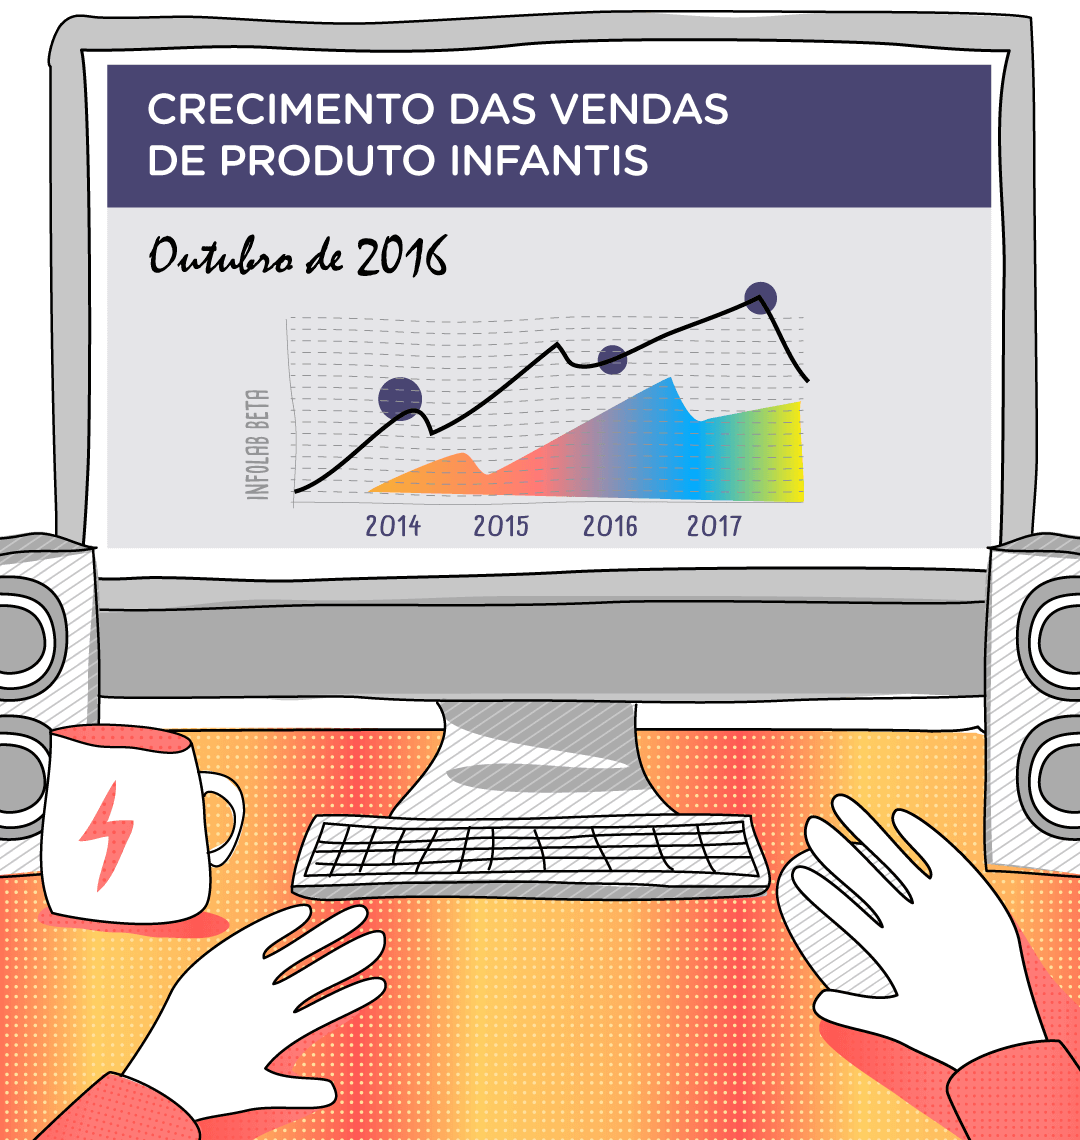 CRECIMENTO DAS VENDAS
DE PRODUTO INFANTIS
Outubro de 2016
INFOLAB BETA
2014 2015 2016 2017